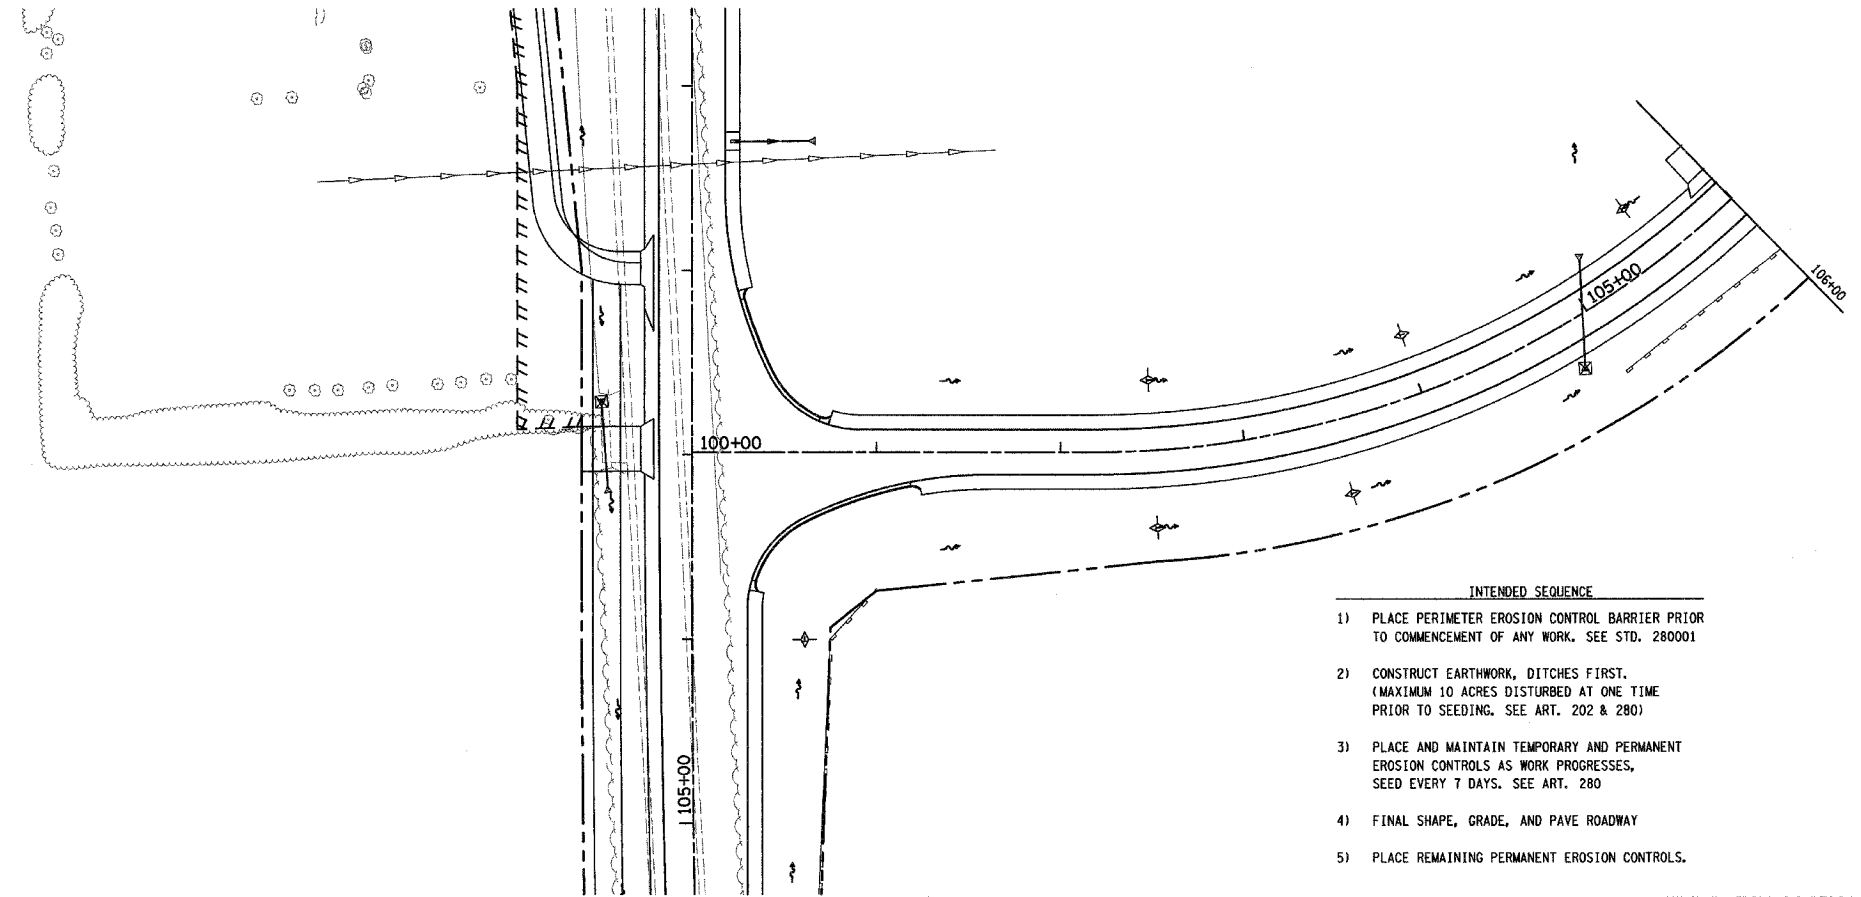 105+00
106+00
100+00
105+00
INTENDED SEQUENCE
1) PLACE PERIMETER EROSION CONTROL BARRIER PRIOR
TO COMMENCEMENT OF ANY WORK. SEE STD. 280001
2) CONSTRUCT EARTHWORK, DITCHES FIRST.
(MAXIMUM 10 ACRES DISTURBED AT ONE TIME
PRIOR TO SEEDING. SEE ART. 202 & 280)
3) PLACE AND MAINTAIN TEMPORARY AND PERMANENT
EROSION CONTROLS AS WORK PROGRESSES,
SEED EVERY 7 DAYS. SEE ART. 280
4) FINAL SHAPE, GRADE, AND PAVE ROADWAY
5) PLACE REMAINING PERMANENT EROSION CONTROLS.